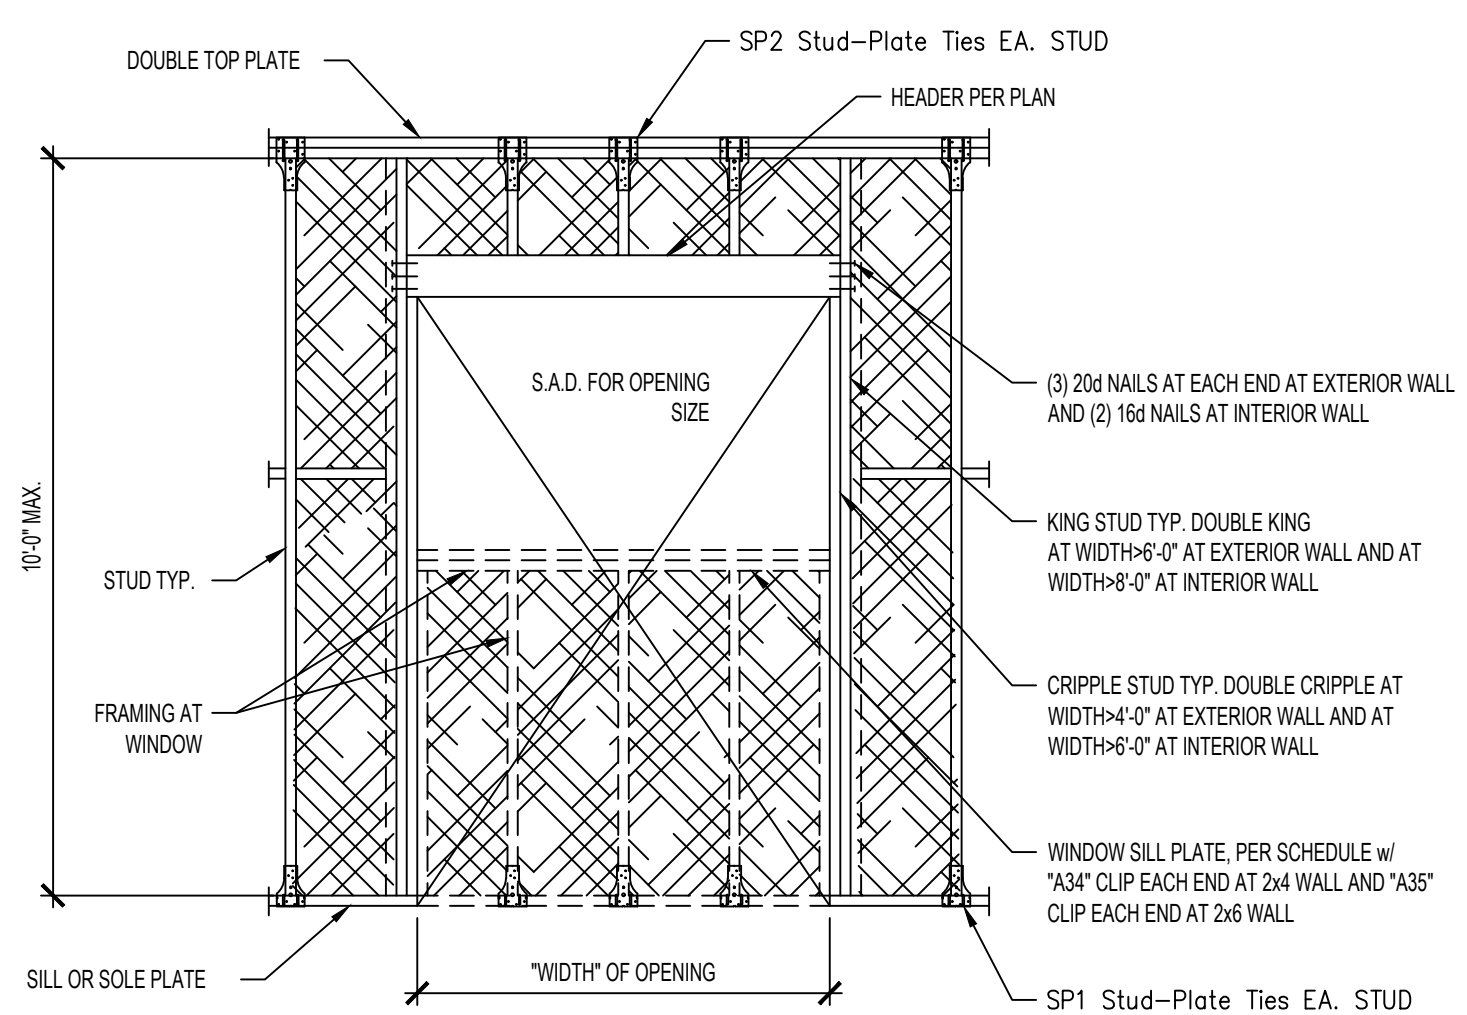 SP2 Stud-Plate Ties EA. STUD
DOUBLE TOP PLATE
HEADER PER PLAN
S.A.D. FOR OPENING
SIZE
(3) 20d NAILS AT EACH END AT EXTERIOR WALL
AND (2) 16d NAILS AT INTERIOR WALL
10'-0" MAX.
KING STUD TYP. DOUBLE KING
AT WIDTH>6'-0" AT EXTERIOR WALL AND AT
WIDTH>8'-0" AT INTERIOR WALL
STUD TYP.
CRIPPLE STUD TYP. DOUBLE CRIPPLE AT
WIDTH>4'-0" AT EXTERIOR WALL AND AT
WIDTH>6'-0" AT INTERIOR WALL
FRAMING AT
WINDOW
WINDOW SILL PLATE, PER SCHEDULE w/
"A34" CLIP EACH END AT 2x4 WALL AND "A35"
CLIP EACH END AT 2x6 WALL
SILL OR SOLE PLATE
"WIDTH" OF OPENING
SP1 Stud-Plate Ties EA. STUD